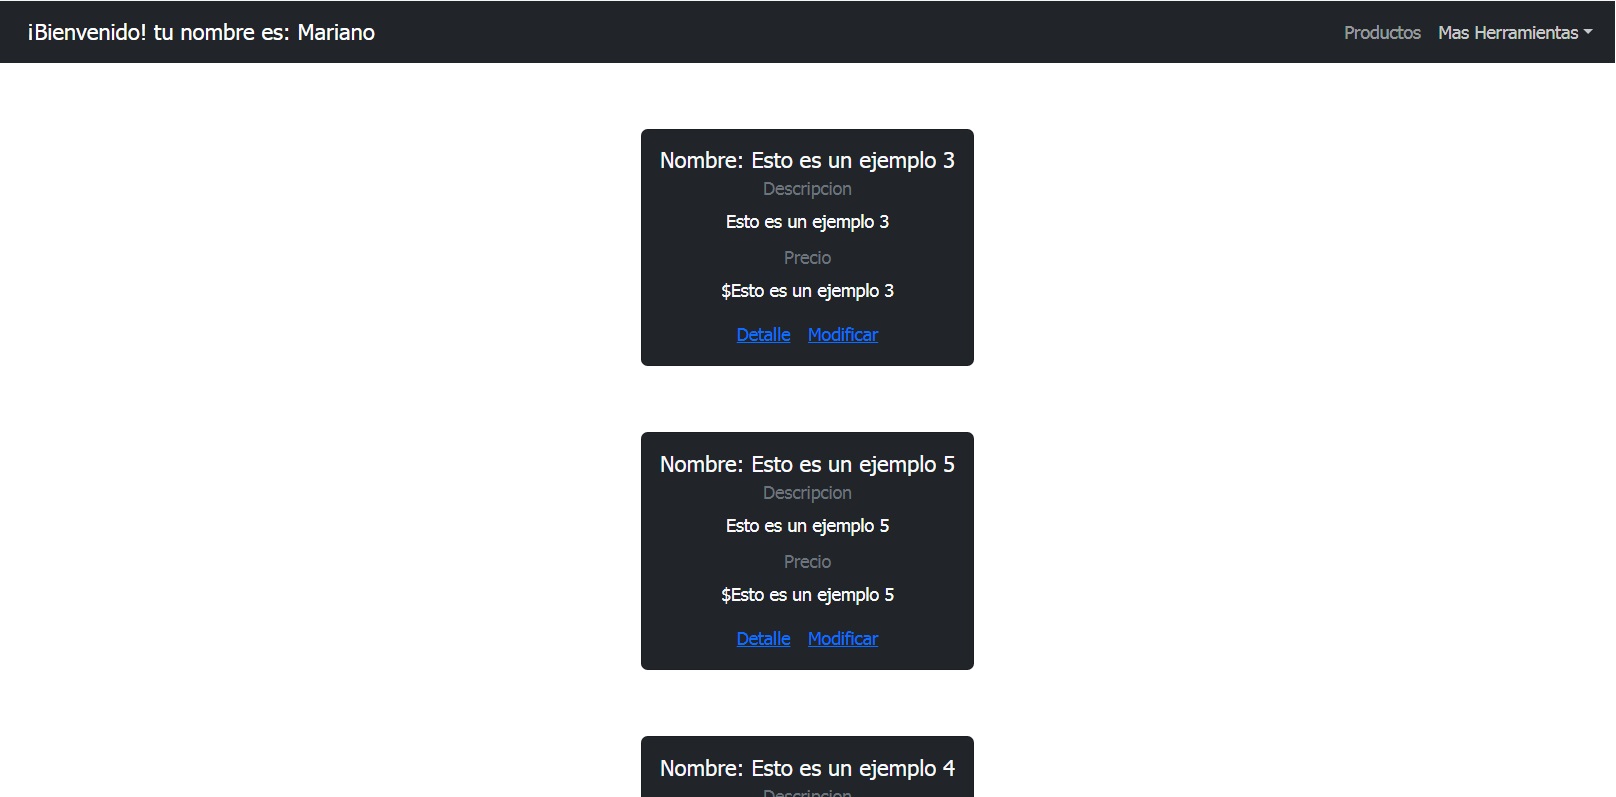 ¡Bienvenido! tu nombre es: Mariano
Productos Mas Herramientas
Nombre: Esto es un ejemplo 3
Descripcion
Esto es un ejemplo 3
Precio
$Esto es un ejemplo 3
Detalle Modificar
Nombre: Esto es un ejemplo 5
Descripcion
Esto es un ejemplo 5
Precio
$Esto es un ejemplo 5
Detalle Modificar
Nombre: Esto es un ejemplo 4
Descripcion